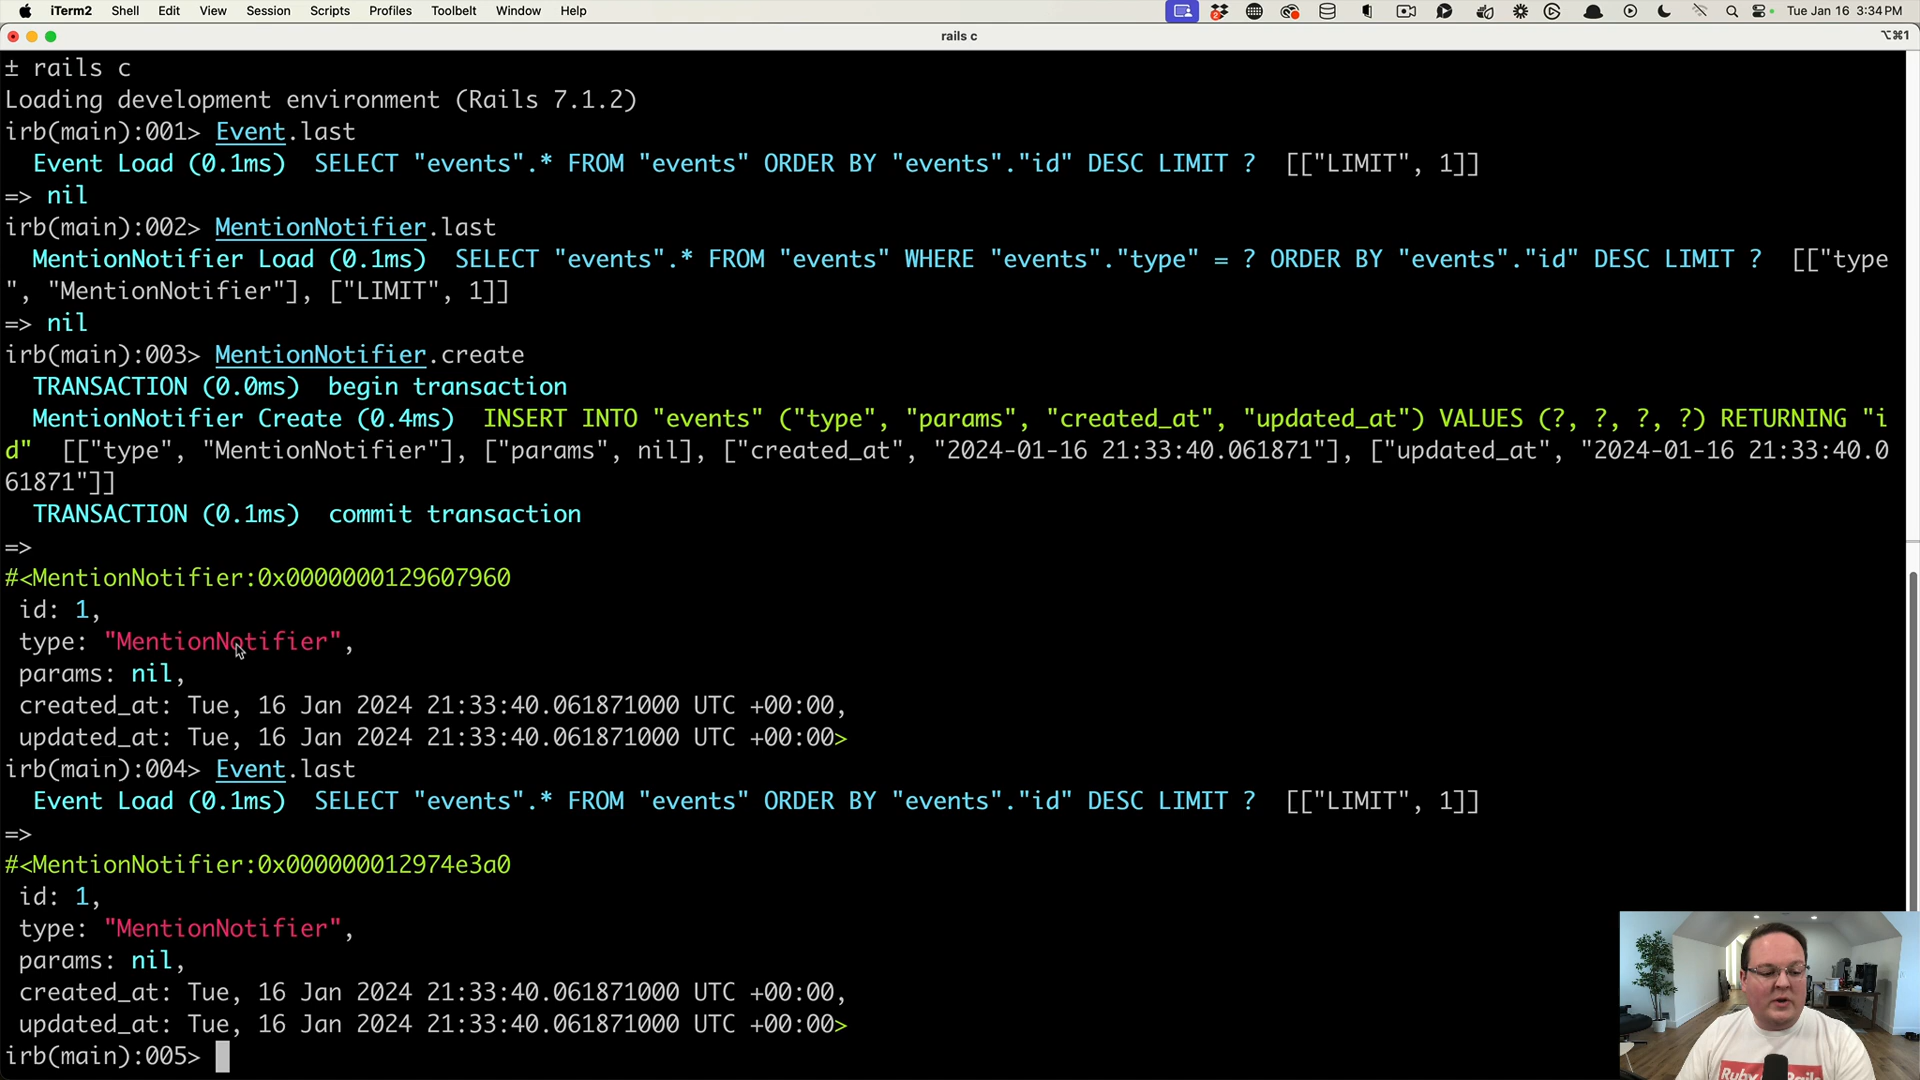 iTerm2 Shell Edit View Session Scripts Profiles Toolbelt Window Help 2 Tue Jan 16 3:34 PM
rails c ⌥⌘1
± rails c
Loading development environment (Rails 7.1.2)
irb(main):001> Event.last
Event Load (0.1ms) SELECT "events".* FROM "events" ORDER BY "events"."id" DESC LIMIT ? [["LIMIT", 1]]
=> nil
irb(main):002> MentionNotifier.last
MentionNotifier Load (0.1ms) SELECT "events".* FROM "events" WHERE "events"."type" = ? ORDER BY "events"."id" DESC LIMIT ? [["type
", "MentionNotifier"], ["LIMIT", 1]]
=> nil
irb(main):003> MentionNotifier.create
TRANSACTION (0.0ms) begin transaction
MentionNotifier Create (0.4ms) INSERT INTO "events" ("type", "params", "created_at", "updated_at") VALUES (?, ?, ?, ?) RETURNING "i
d" [["type", "MentionNotifier"], ["params", nil], ["created_at", "2024-01-16 21:33:40.061871"], ["updated_at", "2024-01-16 21:33:40.0
61871"]]
TRANSACTION (0.1ms) commit transaction
=>
#<MentionNotifier:0x0000000129607960
id: 1,
type: "MentionNotifier",
params: nil,
created_at: Tue, 16 Jan 2024 21:33:40.061871000 UTC +00:00,
updated_at: Tue, 16 Jan 2024 21:33:40.061871000 UTC +00:00>
irb(main):004> Event.last
Event Load (0.1ms) SELECT "events".* FROM "events" ORDER BY "events"."id" DESC LIMIT ? [["LIMIT", 1]]
=>
#<MentionNotifier:0x000000012974e3a0
id: 1,
type: "MentionNotifier",
params: nil,
created_at: Tue, 16 Jan 2024 21:33:40.061871000 UTC +00:00,
updated_at: Tue, 16 Jan 2024 21:33:40.061871000 UTC +00:00>
irb(main):005>